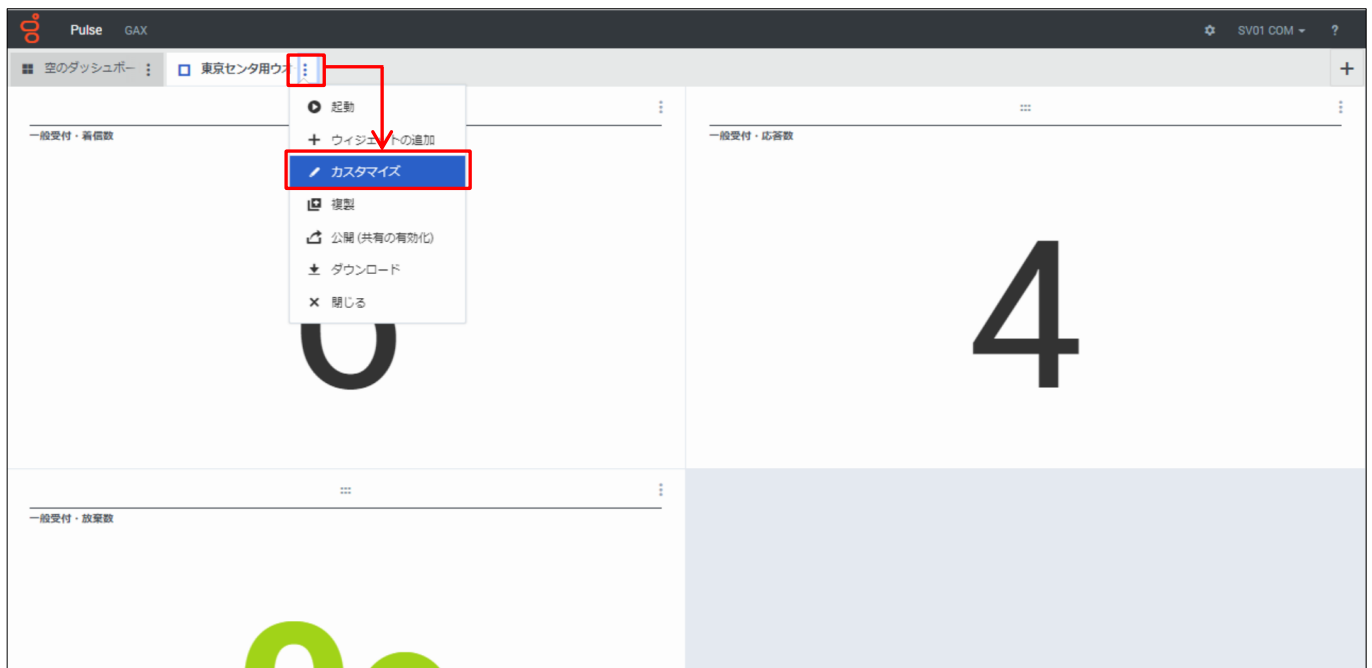 Pulse GAX SV01 COM ?
空のダッシュボー 東京センタ用ウオ
起動
一般受付・着信数
ウィジェットの追加
一般受付・応答数
カスタマイズ
複製
公開 (共有の有効化)
ダウンロード
閉じる
4
一般受付・放棄数